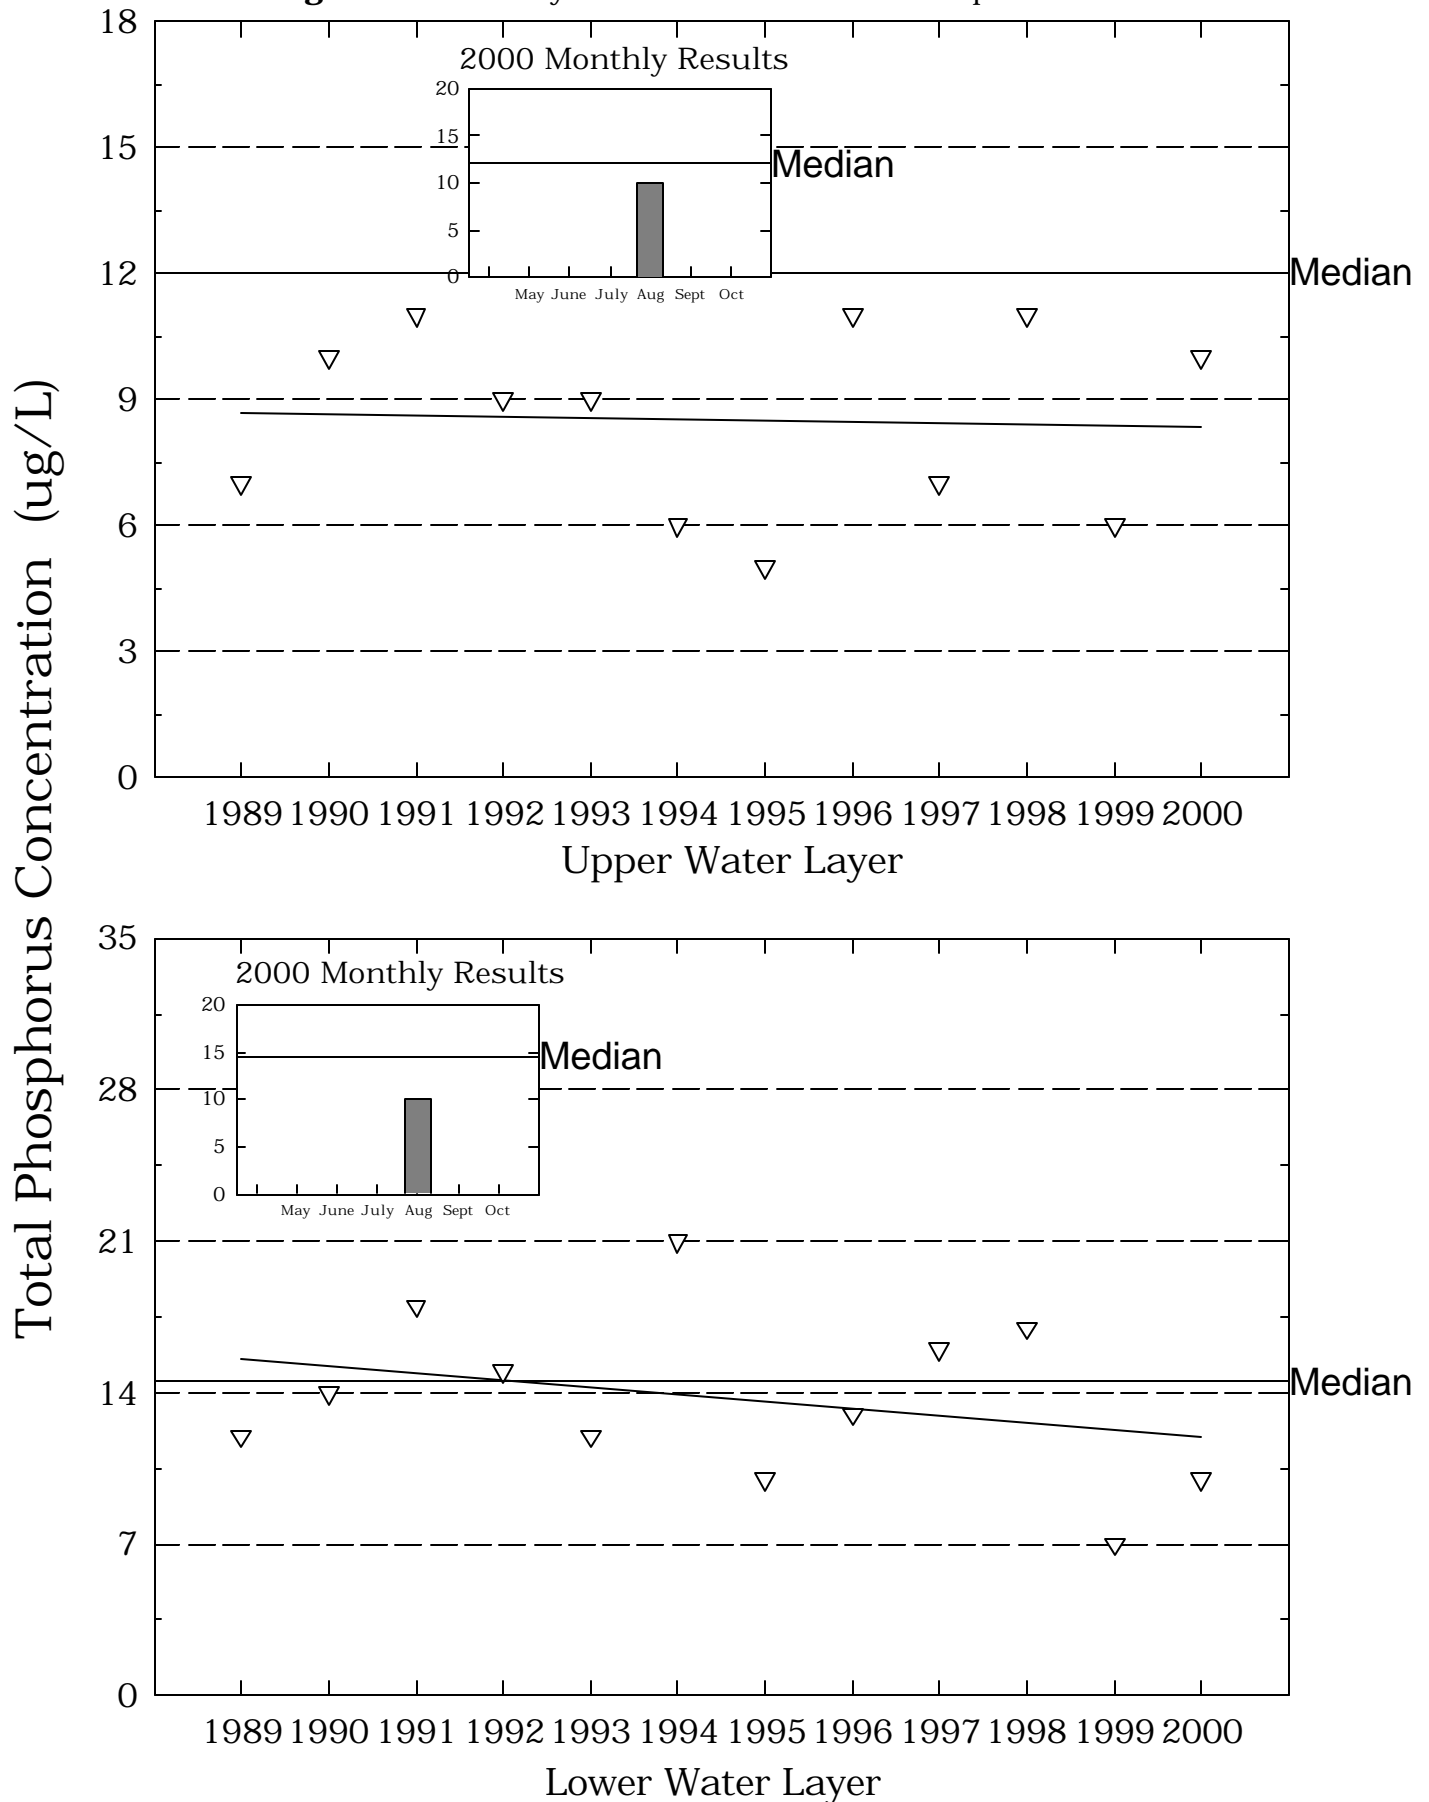 18
2000 Monthly Results
20
15
10
5
0
Median
May June July Aug Sept Oct
15
12
Median
9
6
3
0
1989 1990 1991 1992 1993 1994 1995 1996 1997 1998 1999 2000
Upper Water Layer
Total Phosphorus Concentration (ug/L)
35
2000 Monthly Results
20
15
10
5
0
Median
May June July Aug Sept Oct
28
21
14
Median
7
0
1989 1990 1991 1992 1993 1994 1995 1996 1997 1998 1999 2000
Lower Water Layer